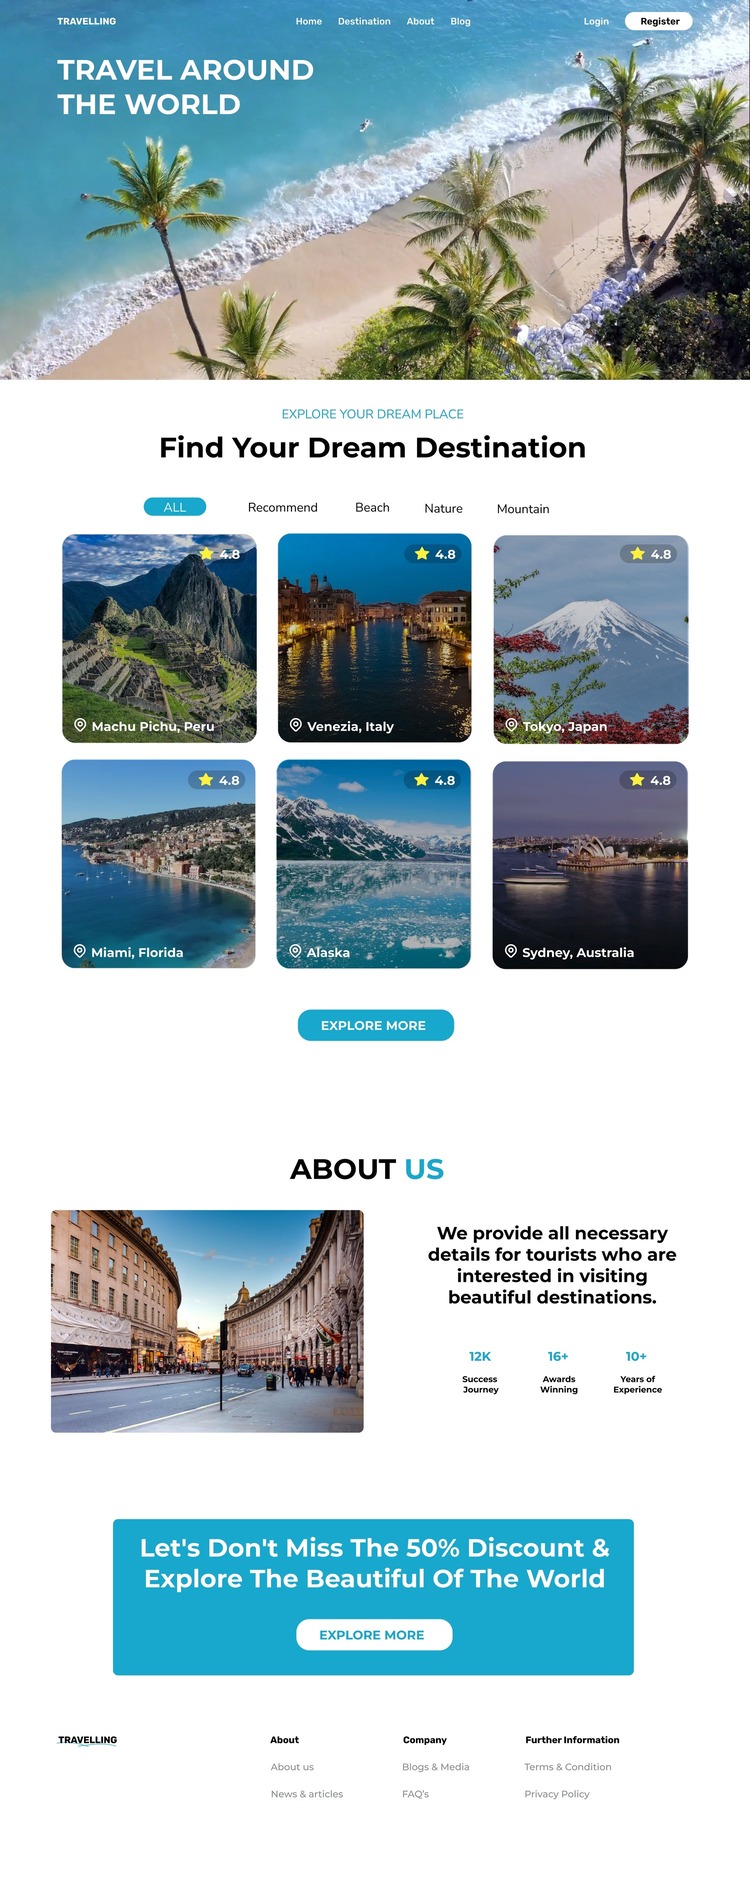 TRAVELLING
Home Destination About Blog
Login Register
TRAVEL AROUND
THE WORLD
EXPLORE YOUR DREAM PLACE
Find Your Dream Destination
ALL Recommend Beach Nature Mountain
4.8 4.8 4.8
Machu Pichu, Peru Venezia, Italy Tokyo, Japan
4.8 4.8 4.8
Miami, Florida Alaska Sydney, Australia
EXPLORE MORE
ABOUT US
We provide all necessary
details for tourists who are
interested in visiting
beautiful destinations.
12K 16+ 10+
Success Awards Years of
Journey Winning Experience
Let's Don't Miss The 50% Discount &
Explore The Beautiful Of The World
EXPLORE MORE
TRAVELLING About Company Further Information
About us Blogs & Media Terms & Condition
News & articles FAQ's Privacy Policy